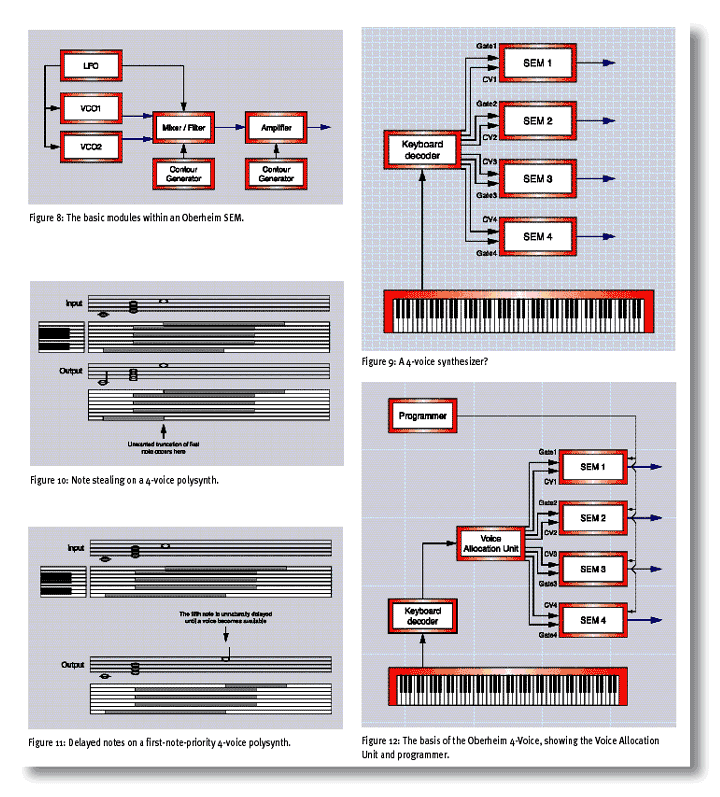 LFO
VCO1
VCO2
Mixer / Filter
Amplifier
Contour
Generator
Contour
Generator
Figure 8: The basic modules within an Oberheim SEM.
Input
Output
Unwanted truncation of first
note occurs here
Figure 10: Note stealing on a 4-voice polysynth.
Input
The fifth note is unnaturally delayed
until a voice becomes available
Output
Figure 11: Delayed notes on a first-note-priority 4-voice polysynth.
Gate1
SEM 1
CV1
Gate2
SEM 2
CV2
Keyboard
decoder
CV3
SEM 3
Gate3
CV4
SEM 4
Gate4
Figure 9: A 4-voice synthesizer?
Programmer
Gate1
SEM 1
CV1
Gate2
SEM 2
CV2
Voice
Allocation Unit
CV3
SEM 3
Gate3
Keyboard
decoder
CV4
SEM 4
Gate4
Figure 12: The basis of the Oberheim 4-Voice, showing the Voice Allocation
Unit and programmer.